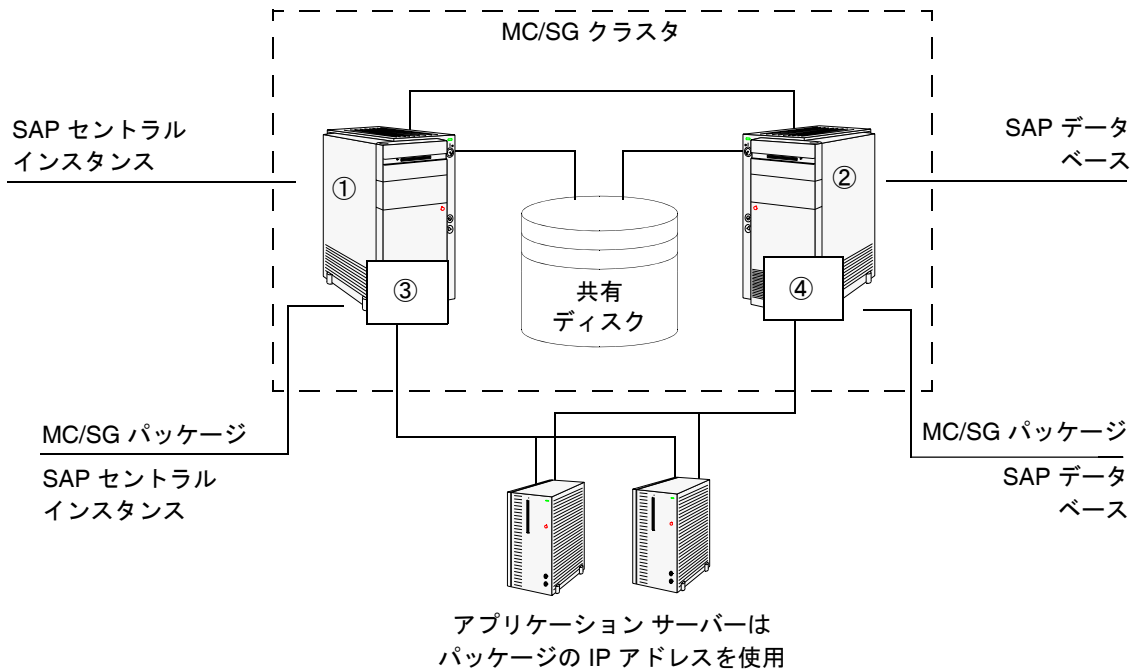 MC/SG クラスタ
SAP セントラル
インスタンス
SAP データ
ベース
①
②
③
④
共有
ディスク
MC/SG パッケージ
SAP セントラル
インスタンス
MC/SG パッケージ
SAP データ
ベース
アプリケーション サーバーは
パッケージの IP アドレスを使用